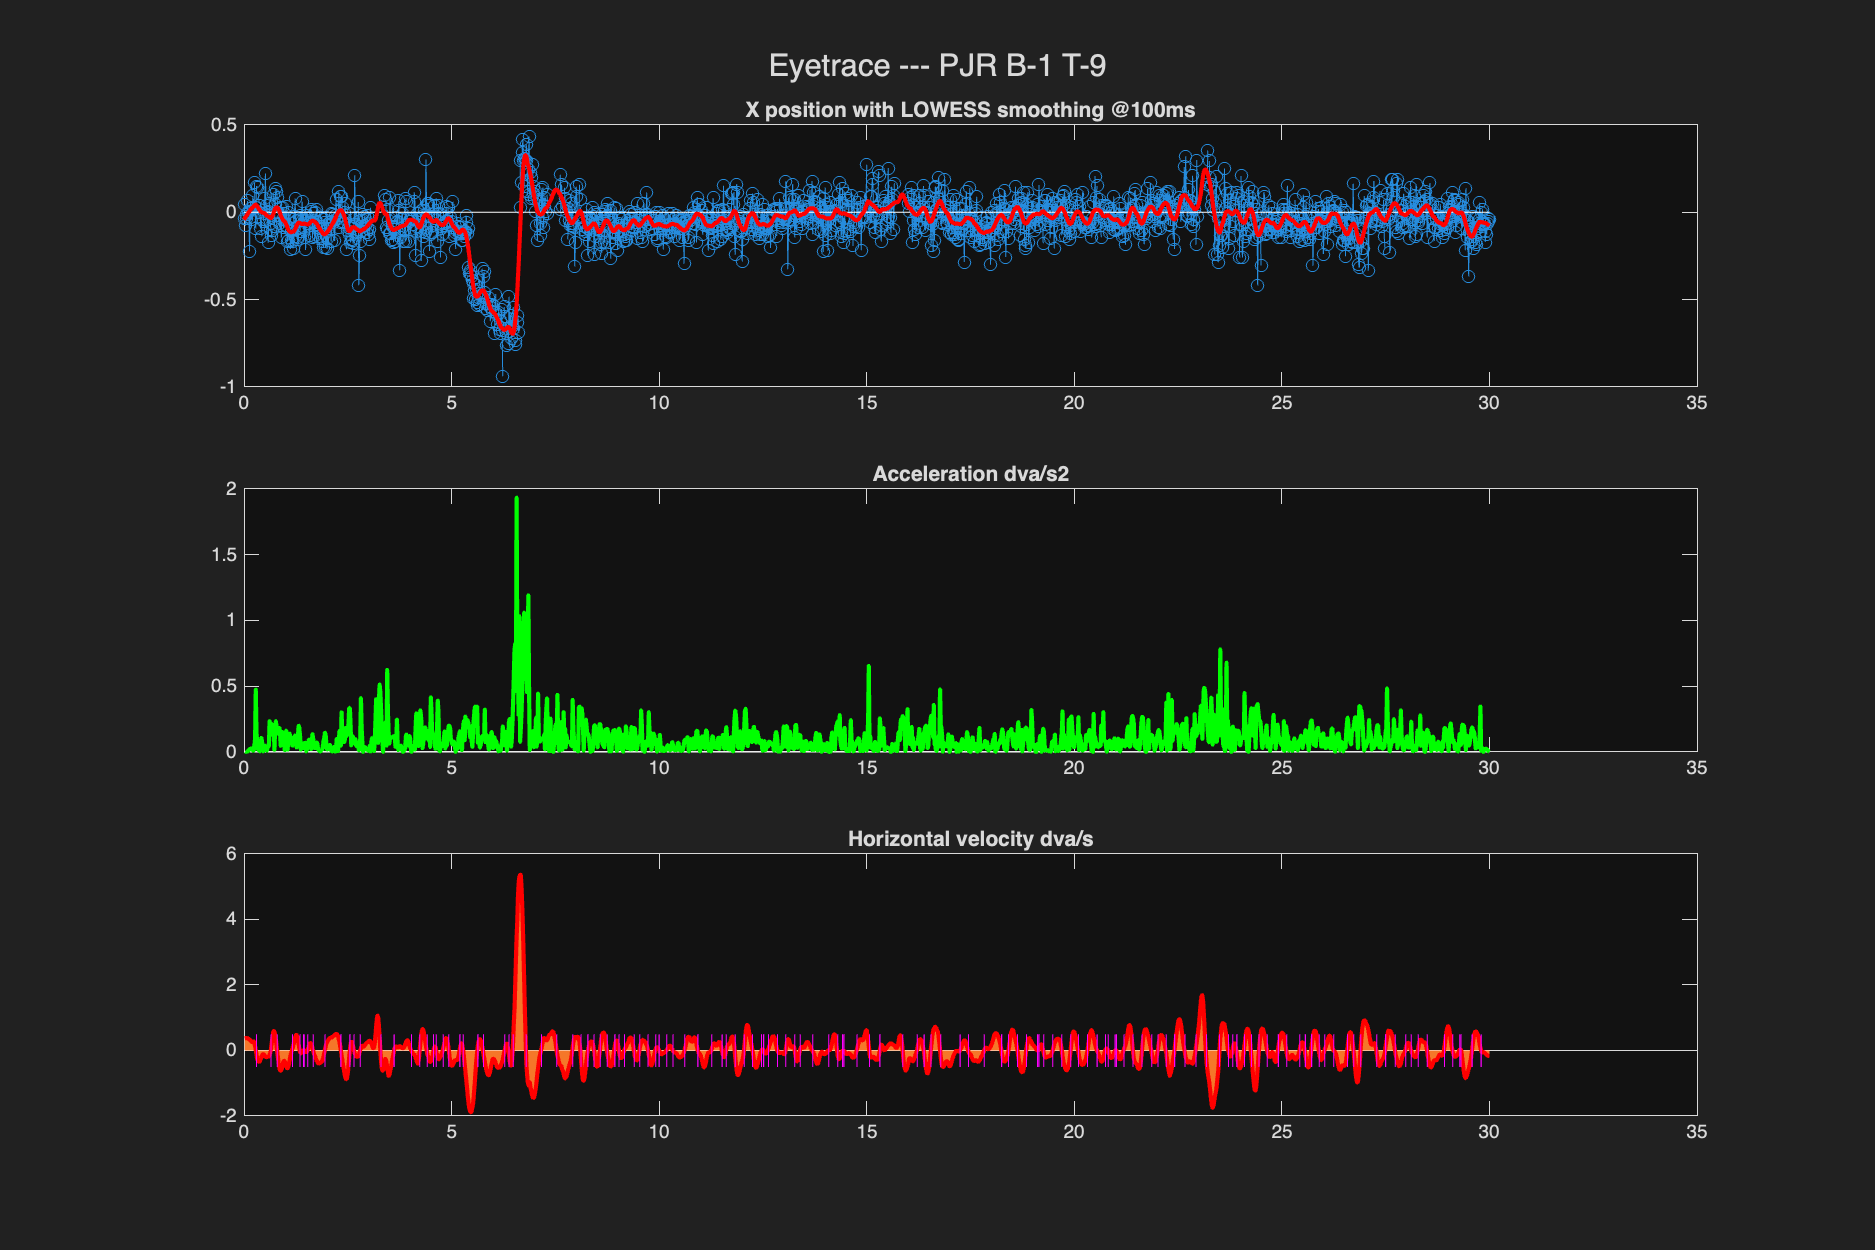 Eyetrace --- PJR B-1 T-9
X position with LOWESS smoothing @100ms
0.5
0
-0.5
-1
0 5 10 15 20 25 30 35
Acceleration dva/s2
2
1.5
1
0.5
0
0 5 10 15 20 25 30 35
Horizontal velocity dva/s
6
4
2
0
-2
0 5 10 15 20 25 30 35